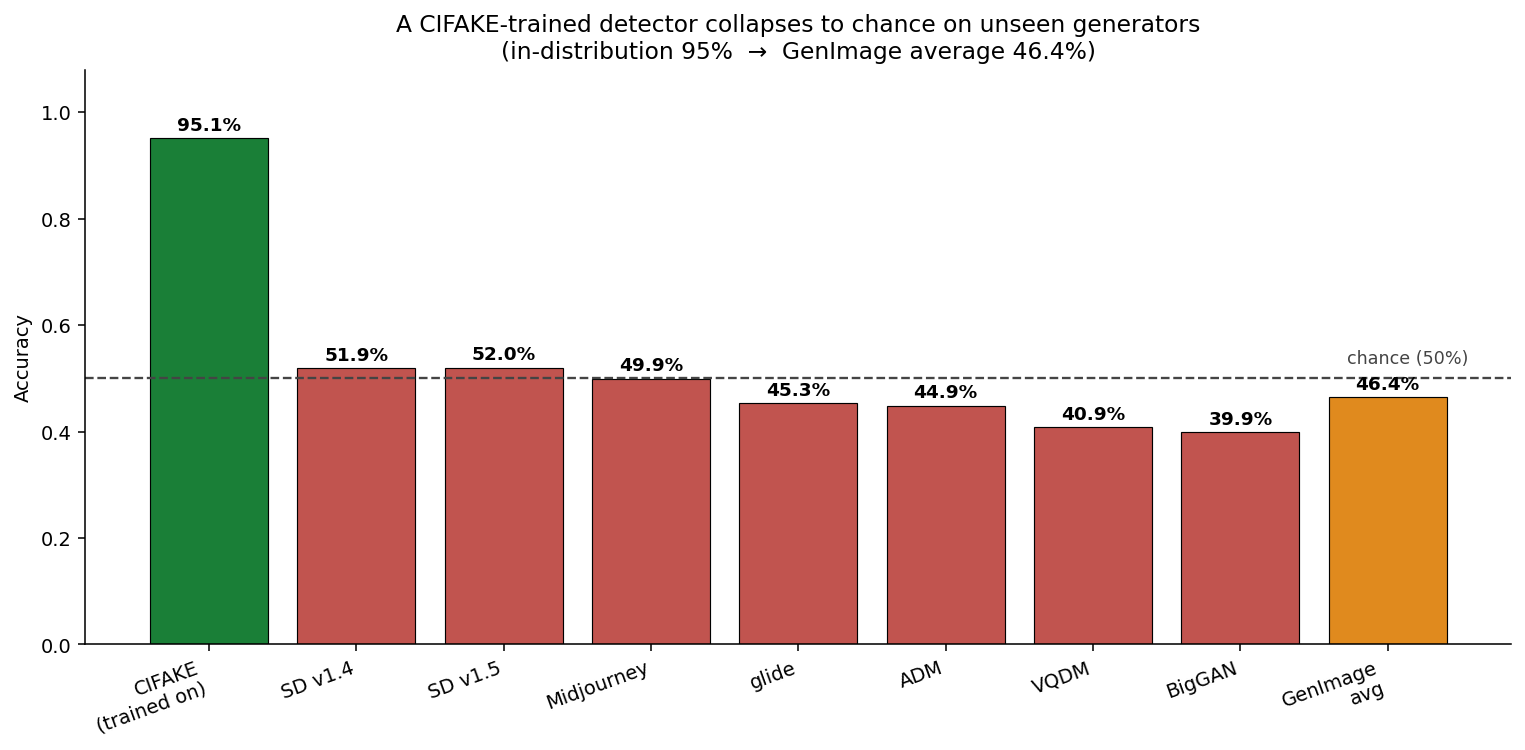 A CIFAKE-trained detector collapses to chance on unseen generators
(in-distribution 95% → GenImage average 46.4%)
1.0
0.8
0.6
0.4
0.2
0.0
Accuracy
95.1%
51.9%
52.0%
49.9%
45.3%
44.9%
40.9%
39.9%
46.4%
chance (50%)
CIFAKE
(trained on)
SD v1.4
SD v1.5
Midjourney
glide
ADM
VQDM
BigGAN
GenImage
avg